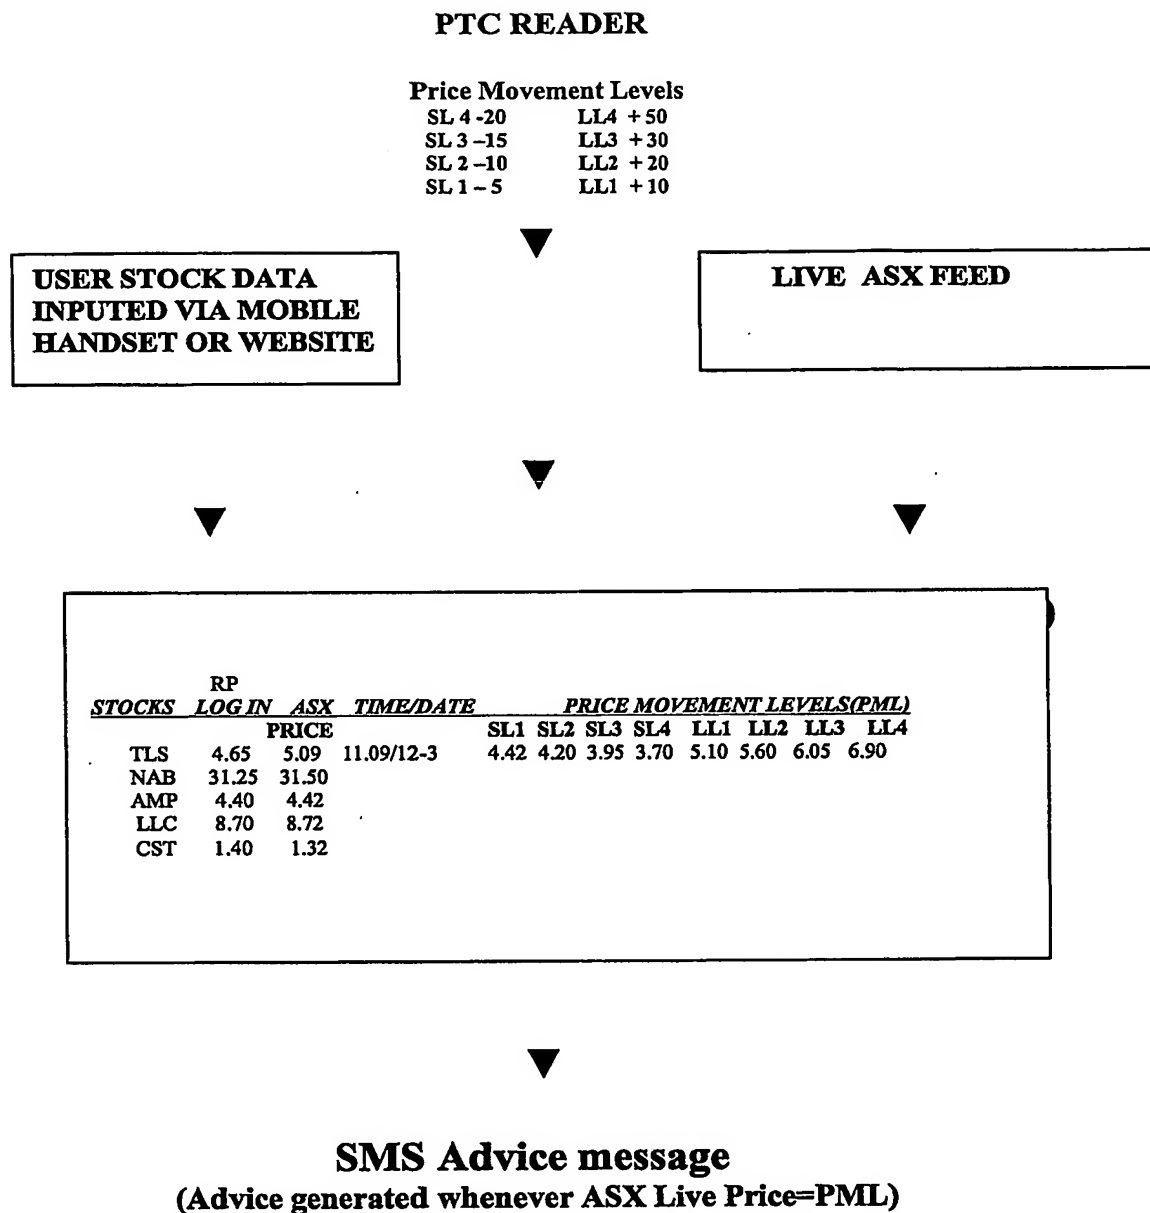 PTC READER
Price Movement Levels
SL 4 -20 LL4 + 50
SL 3 –15 LL3 + 30
SL 2 –10 LL2 + 20
SL 1 – 5 LL1 + 10
USER STOCK DATA
INPUTED VIA MOBILE
HANDSET OR WEBSITE
LIVE ASX FEED
RP
STOCKS LOG IN ASX TIME/DATE PRICE MOVEMENT LEVELS(PML)
PRICE SL1 SL2 SL3 SL4 LL1 LL2 LL3 LL4
TLS 4.65 5.09 11.09/12-3 4.42 4.20 3.95 3.70 5.10 5.60 6.05 6.90
NAB 31.25 31.50
AMP 4.40 4.42
LLC 8.70 8.72
CST 1.40 1.32
SMS Advice message
(Advice generated whenever ASX Live Price=PML)